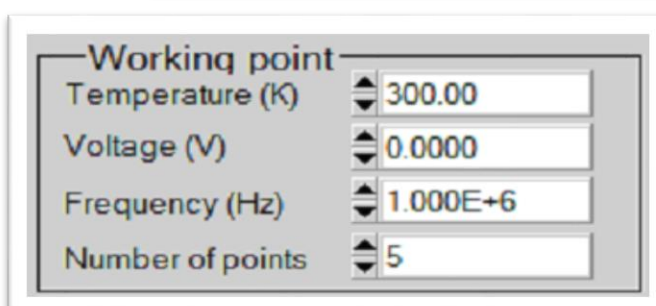 Working point
Temperature (K) 300.00
Voltage (V) 0.0000
Frequency (Hz) 1.000E+6
Number of points 5